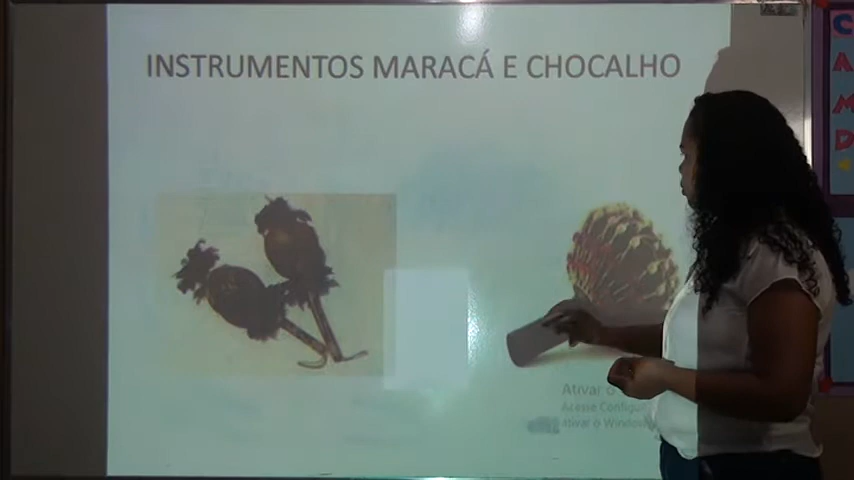 INSTRUMENTOS MARACÁ E CHOCALHO
Ativar o
Acesse Configu
ativar o Window
C
A
M
D